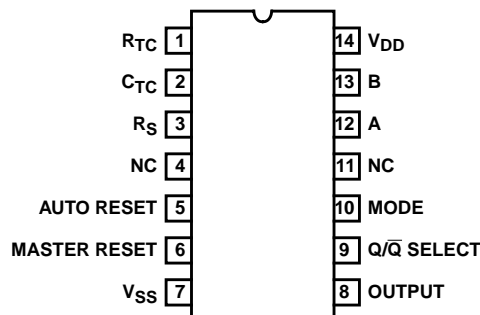 RTC 1 14 VDD
CTC 2 13 B
RS 3 12 A
NC 4 11 NC
AUTO RESET 5 10 MODE
MASTER RESET 6 9 Q/Q̅ SELECT
VSS 7 8 OUTPUT